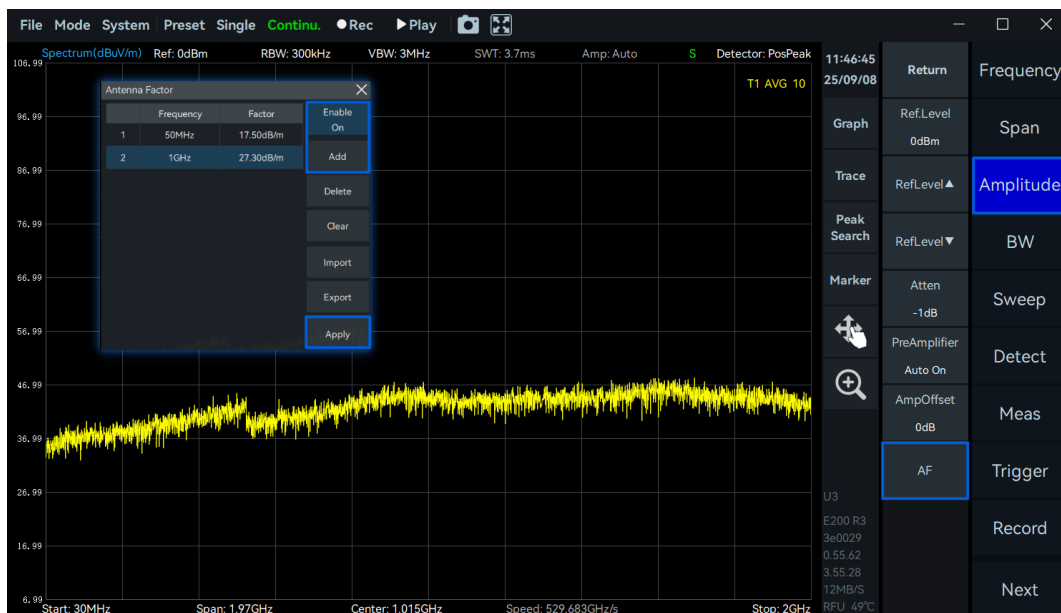 File Mode System Preset Single Continu. Rec Play
Spectrum(dBuV/m) Ref: 0dBm RBW: 300kHz VBW: 3MHz SWT: 3.7ms Amp: Auto S Detector: PosPeak
T1 AVG 10
106.99
96.99
86.99
76.99
66.99
56.99
46.99
36.99
26.99
16.99
6.99
Antenna Factor
Frequency Factor
1 50MHz 17.50dB/m
2 1GHz 27.30dB/m
Enable
On
Add
Delete
Clear
Import
Export
Apply
Start: 30MHz Span: 1.97GHz Center: 1.015GHz Speed: 529.683GHz/s Stop: 2GHz
11:46:45
25/09/08
Graph
Trace
Peak
Search
Marker
U3
E200 R3
3e0029
0.55.62
3.55.28
12MB/S
RFU 49°C
Return
Ref.Level
0dBm
RefLevel▲
RefLevel▼
Atten
-1dB
PreAmplifier
Auto On
AmpOffset
0dB
AF
Frequency
Span
Amplitude
BW
Sweep
Detect
Meas
Trigger
Record
Next